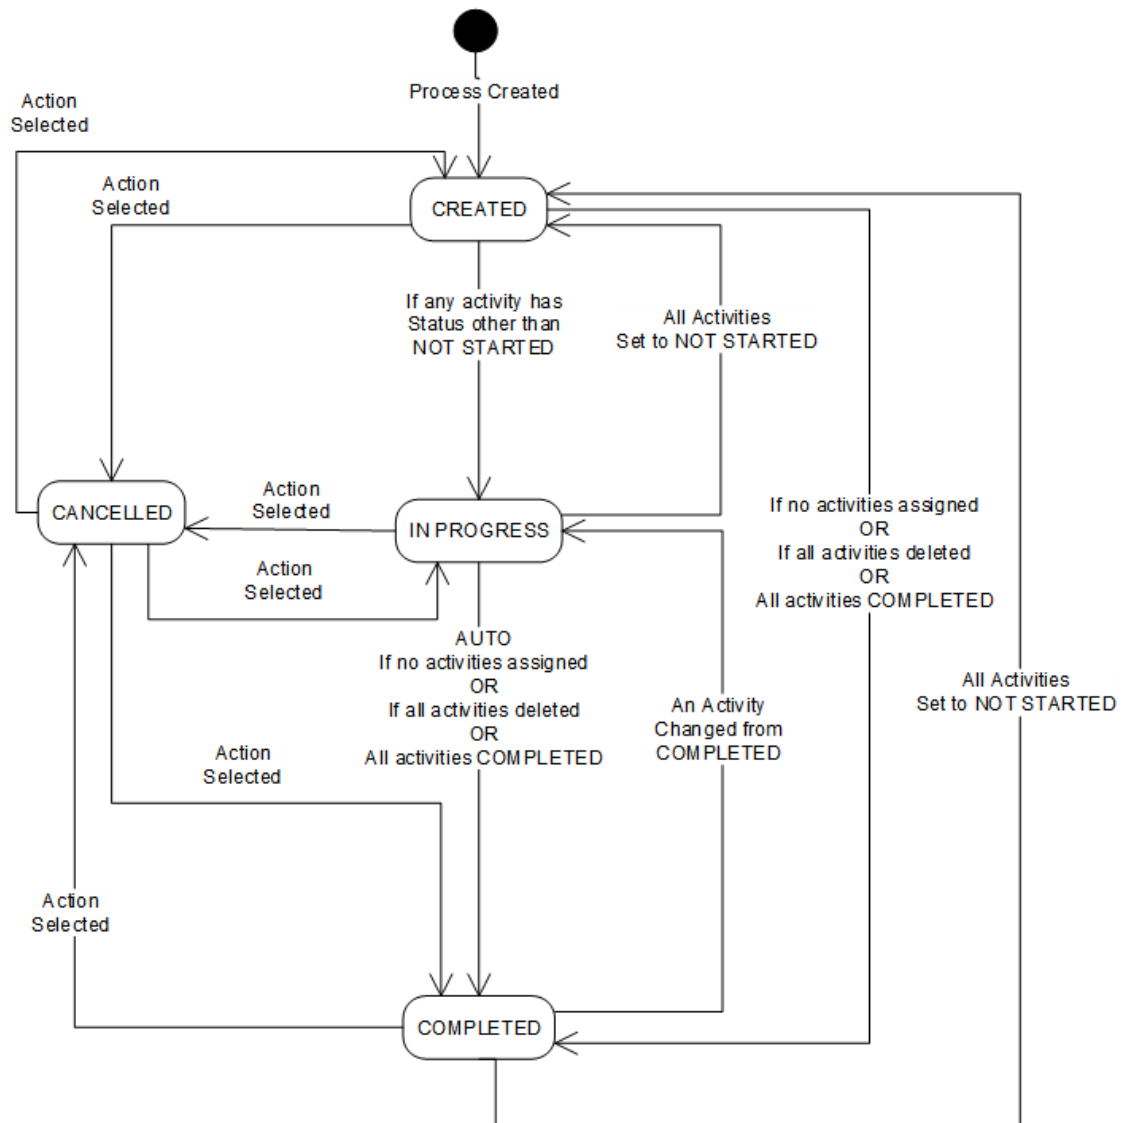 Process Created
Action
Selected
Action
Selected
CREATED
If any activity has
Status other than
NOT STARTED
All Activities
Set to NOT STARTED
CANCELLED
Action
Selected
IN PROGRESS
If no activities assigned
OR
If all activities deleted
OR
All activities COMPLETED
Action
Selected
AUTO
If no activities assigned
OR
If all activities deleted
OR
All activities COMPLETED
An Activity
Changed from
COMPLETED
All Activities
Set to NOT STARTED
Action
Selected
Action
Selected
COMPLETED